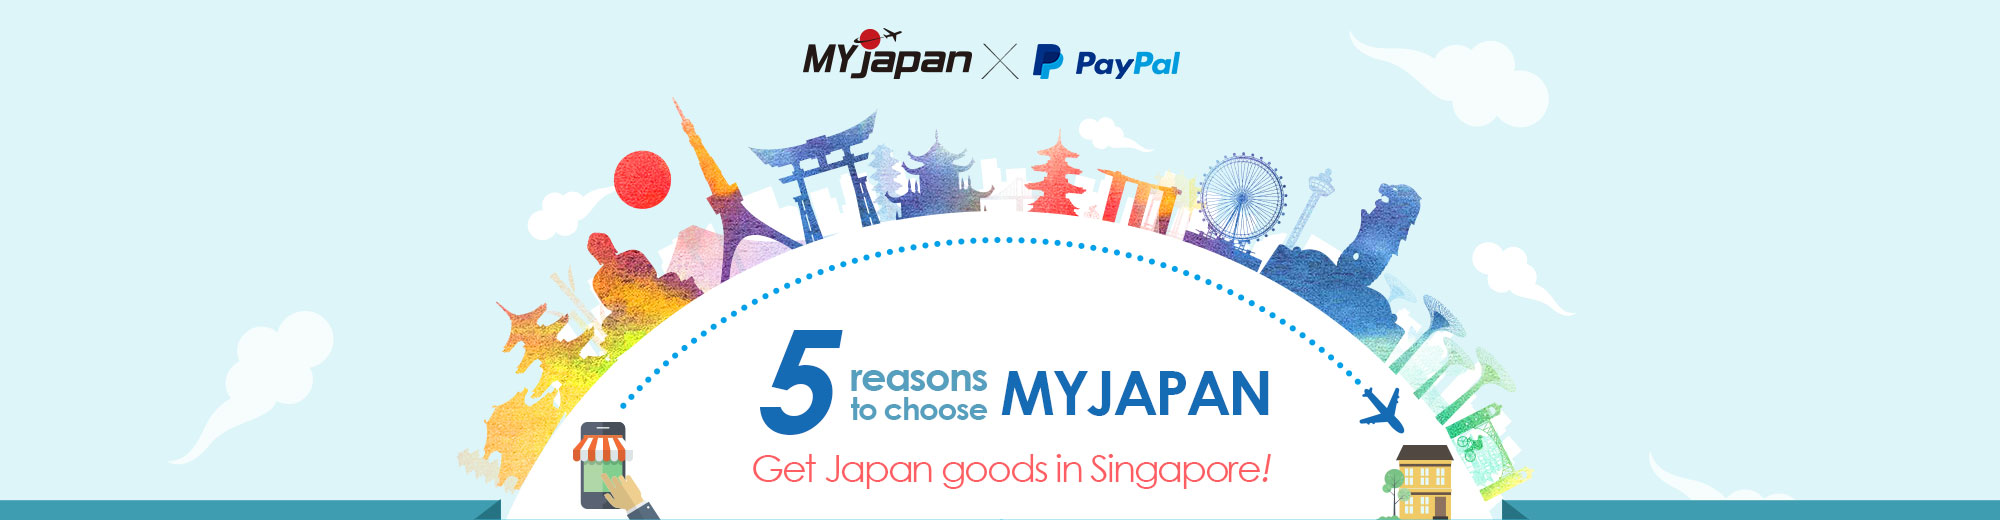 MYjapan × PayPal
5 reasons to choose MYJAPAN
Get Japan goods in Singapore!